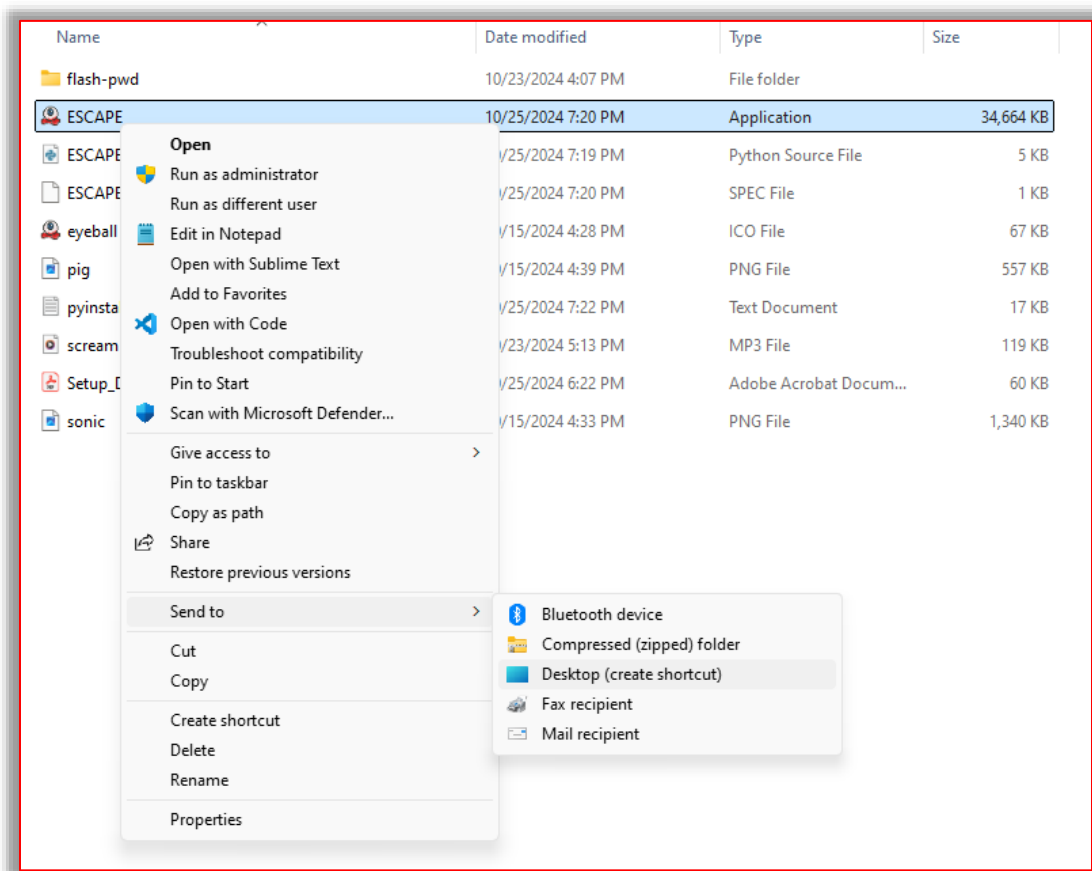 Name Date modified Type Size
flash-pwd 10/23/2024 4:07 PM File folder
ESCAPE 10/25/2024 7:20 PM Application 34,664 KB
ESCAPE /25/2024 7:19 PM Python Source File 5 KB
ESCAPE /25/2024 7:20 PM SPEC File 1 KB
eyeball /15/2024 4:28 PM ICO File 67 KB
pig /15/2024 4:39 PM PNG File 557 KB
pyinsta /25/2024 7:22 PM Text Document 17 KB
scream /23/2024 5:13 PM MP3 File 119 KB
Setup_D /25/2024 6:22 PM Adobe Acrobat Docum... 60 KB
sonic /15/2024 4:33 PM PNG File 1,340 KB
Open
Run as administrator
Run as different user
Edit in Notepad
Open with Sublime Text
Add to Favorites
Open with Code
Troubleshoot compatibility
Pin to Start
Scan with Microsoft Defender...
Give access to
Pin to taskbar
Copy as path
Share
Restore previous versions
Send to
Cut
Copy
Create shortcut
Delete
Rename
Properties
Bluetooth device
Compressed (zipped) folder
Desktop (create shortcut)
Fax recipient
Mail recipient